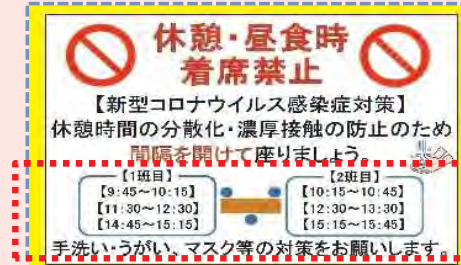 休憩・昼食時
着席禁止
【新型コロナウイルス感染症対策】
休憩時間の分散化・濃厚接触の防止のため
間隔を開けて座りましょう。
【1班目】
【9:45~10:15】
【11:30~12:30】
【14:45~15:15】
【2班目】
【10:15~10:45】
【12:30~13:30】
【15:15~15:45】
手洗い・うがい、マスク等の対策をお願いします。